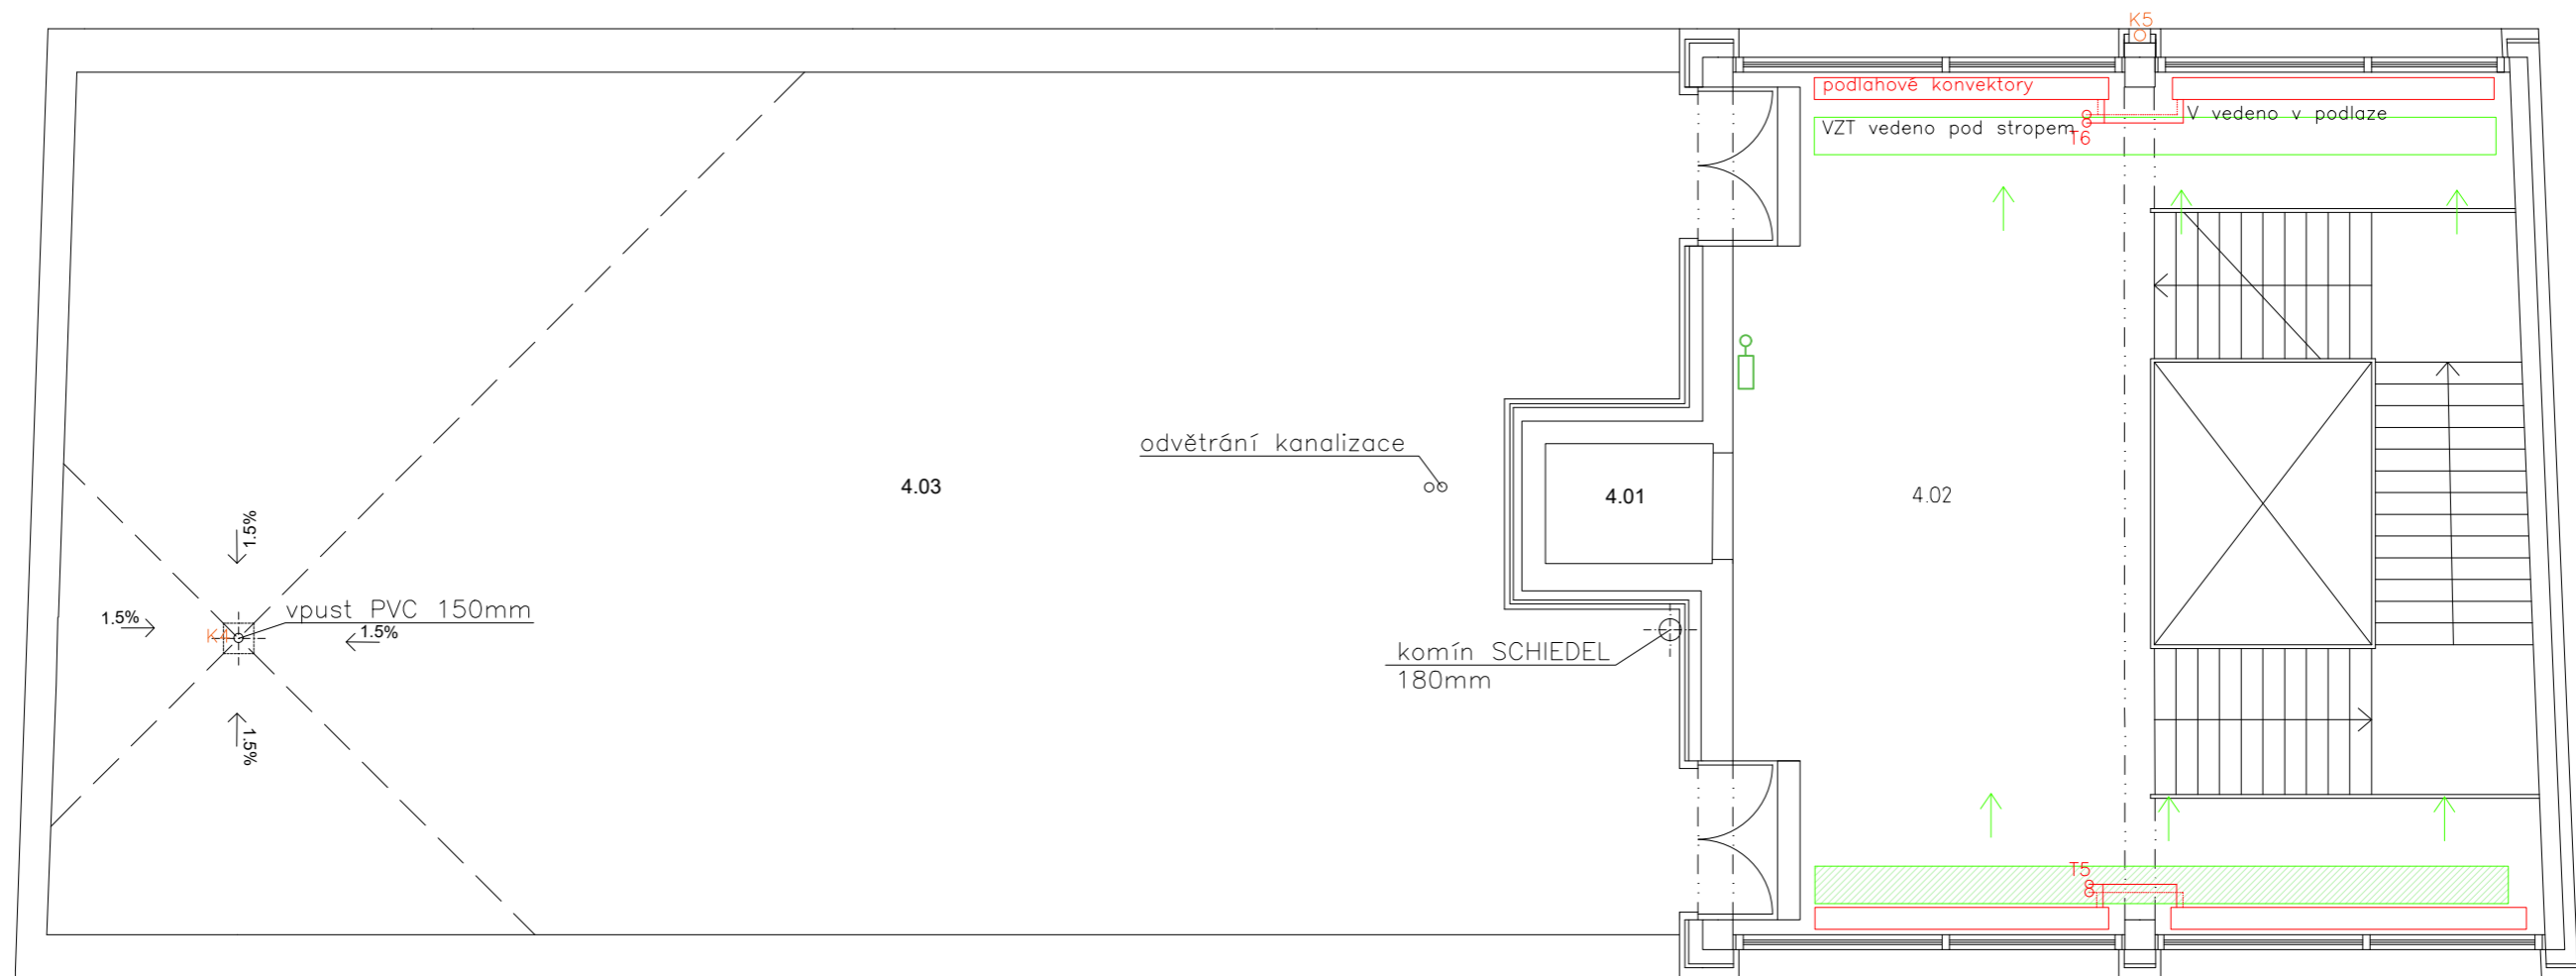 K5
podlahové konvektory
V vedeno v podlaze
VZT vedeno pod stropem
T6
odvětrání kanalizace
4.03
4.01
4.02
1.5%
1.5%
vpust PVC 150mm
K4
1.5%
komín SCHIEDEL
180mm
1.5%
T5